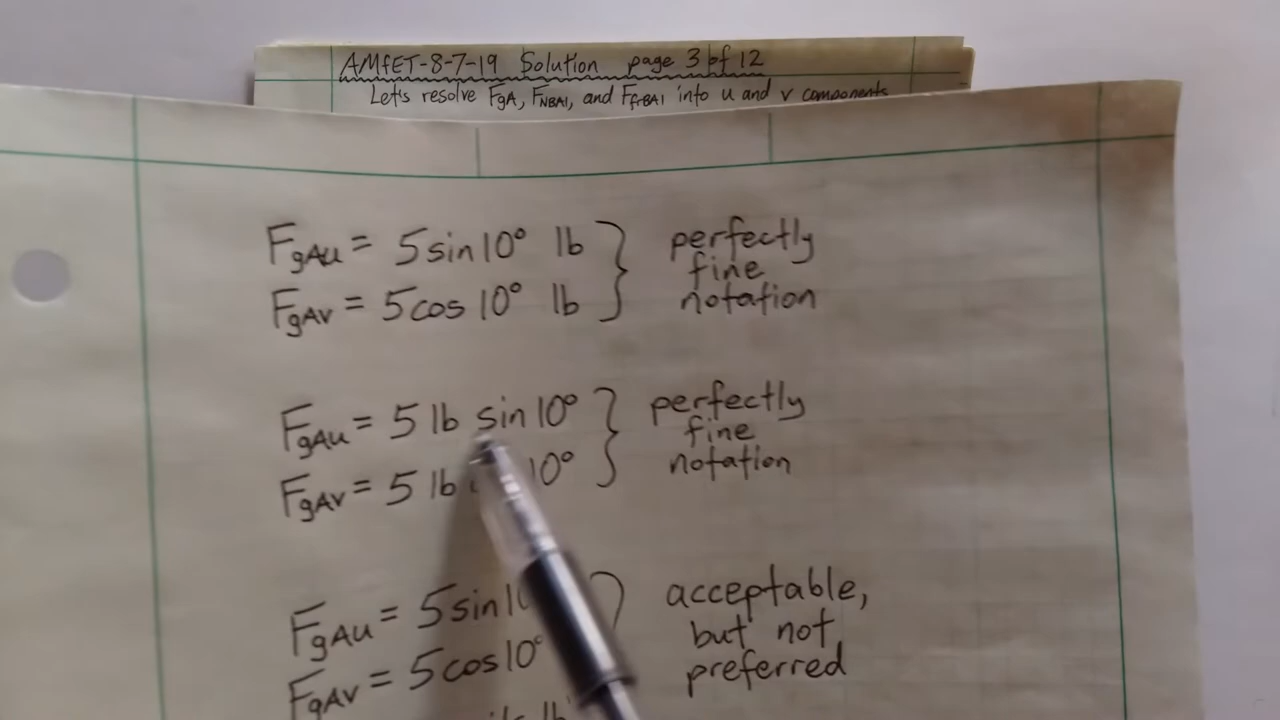 AMfET-8-7-19 Solution page 3 of 12
Let's resolve FgA, FNBA1, and FfrBA1 into u and v components
FgAu = 5 sin 10° lb } perfectly
fine
FgAv = 5 cos 10° lb notation
FgAu = 5 lb sin 10° } perfectly
fine
FgAv = 5 lb 10° notation
FgAu = 5 sin 10 } acceptable,
but not
FgAv = 5 cos 10° preferred
lb